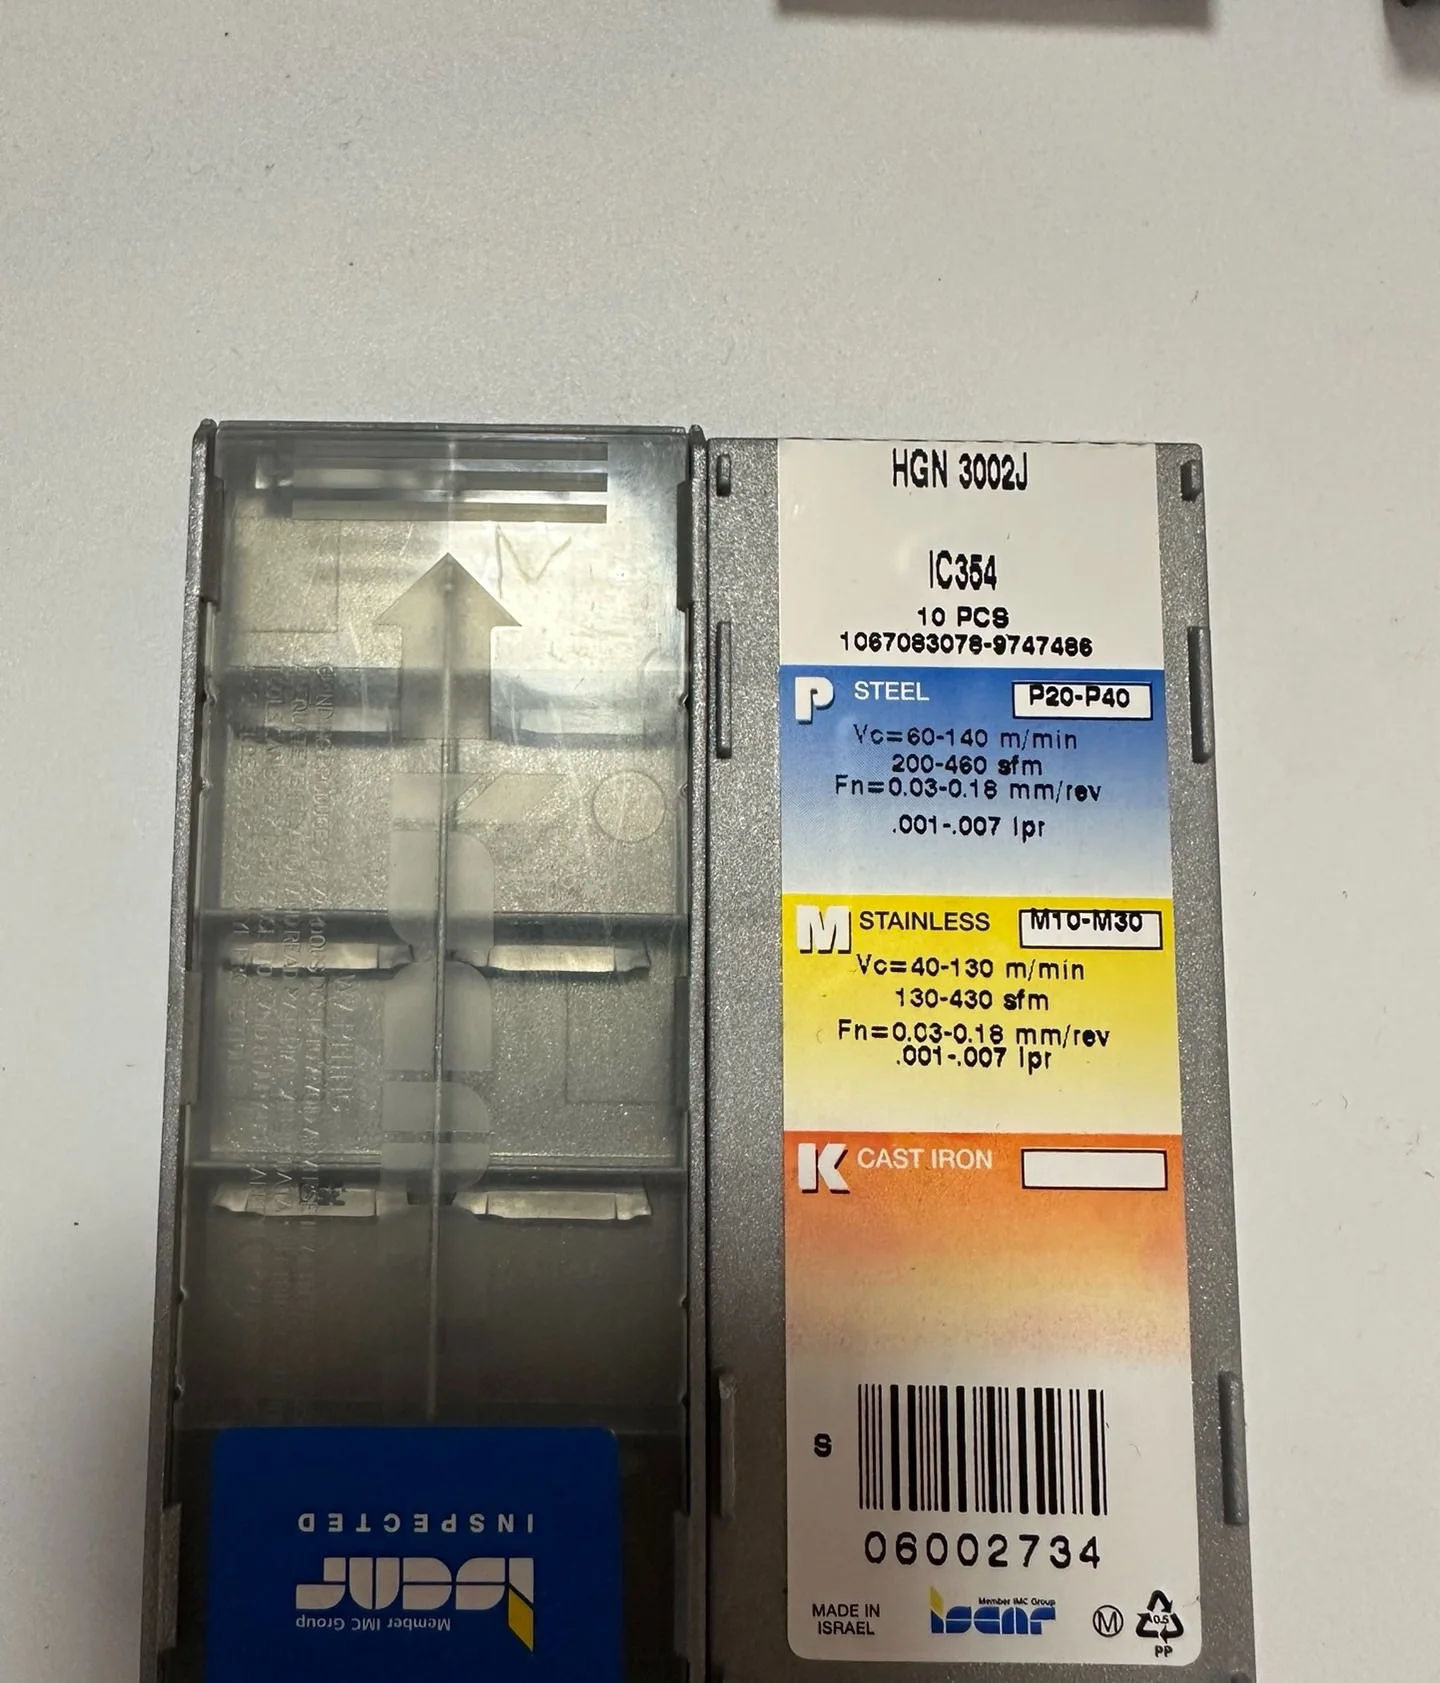 HGN 3002J
IC354
10 PCS
1067083078-9747486
P STEEL P20-P40
Vc=60-140 m/min
200-460 sfm
Fn=0.03-0.18 mm/rev
.001-.007 Ipr
M STAINLESS M10-M30
Vc=40-130 m/min
130-430 sfm
Fn=0.03-0.18 mm/rev
.001-.007 Ipr
K CAST IRON
S
06002734
MADE IN
ISRAEL
Member IMC Group
iscar
M
0.5
PP
INSPECTED
iscar
Member IMC Group